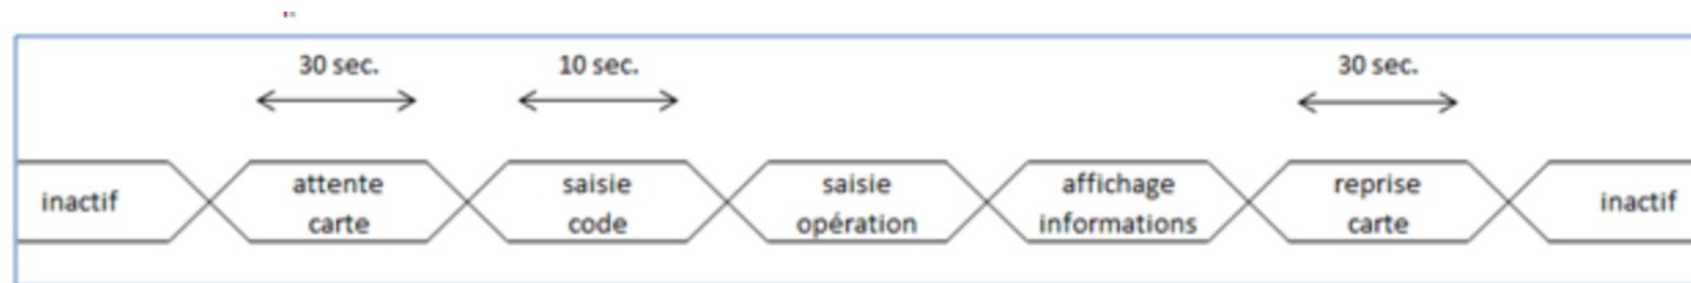 30 sec.
10 sec.
30 sec.
inactif
attente
carte
saisie
code
saisie
opération
affichage
informations
reprise
carte
inactif